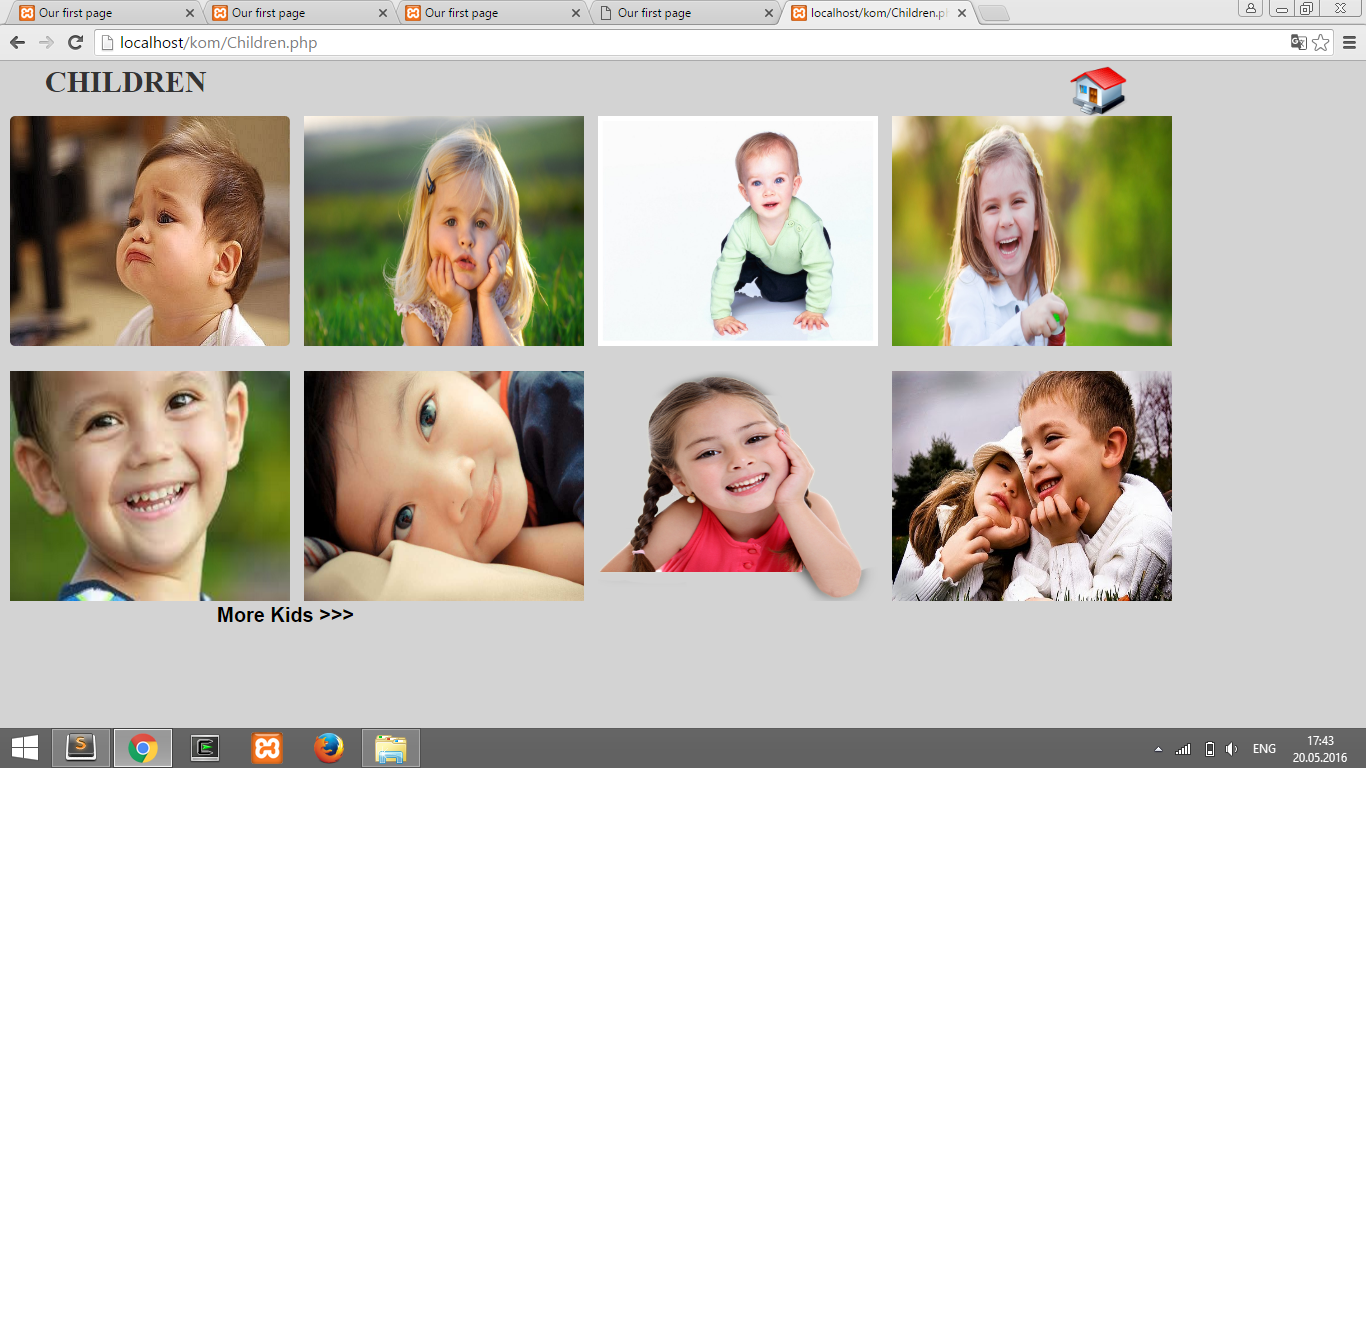 Our first page
Our first page
Our first page
Our first page
localhost/kom/Children.p
localhost/kom/Children.php
CHILDREN
More Kids >>>
ENG
17:43
20.05.2016